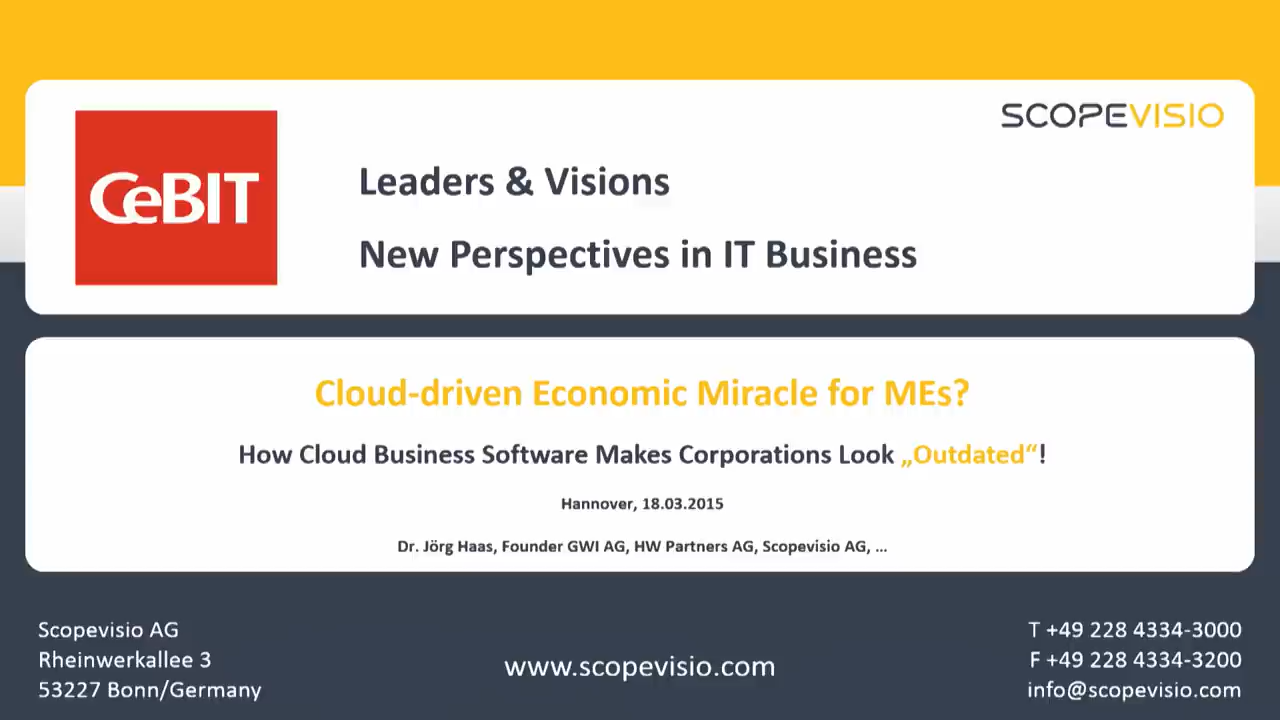 CeBIT
SCOPEVISIO
Leaders & Visions
New Perspectives in IT Business
Cloud-driven Economic Miracle for MEs?
How Cloud Business Software Makes Corporations Look „Outdated“!
Hannover, 18.03.2015
Dr. Jörg Haas, Founder GWI AG, HW Partners AG, Scopevisio AG, ...
Scopevisio AG
Rheinwerkallee 3
53227 Bonn/Germany
www.scopevisio.com
T +49 228 4334-3000
F +49 228 4334-3200
info@scopevisio.com